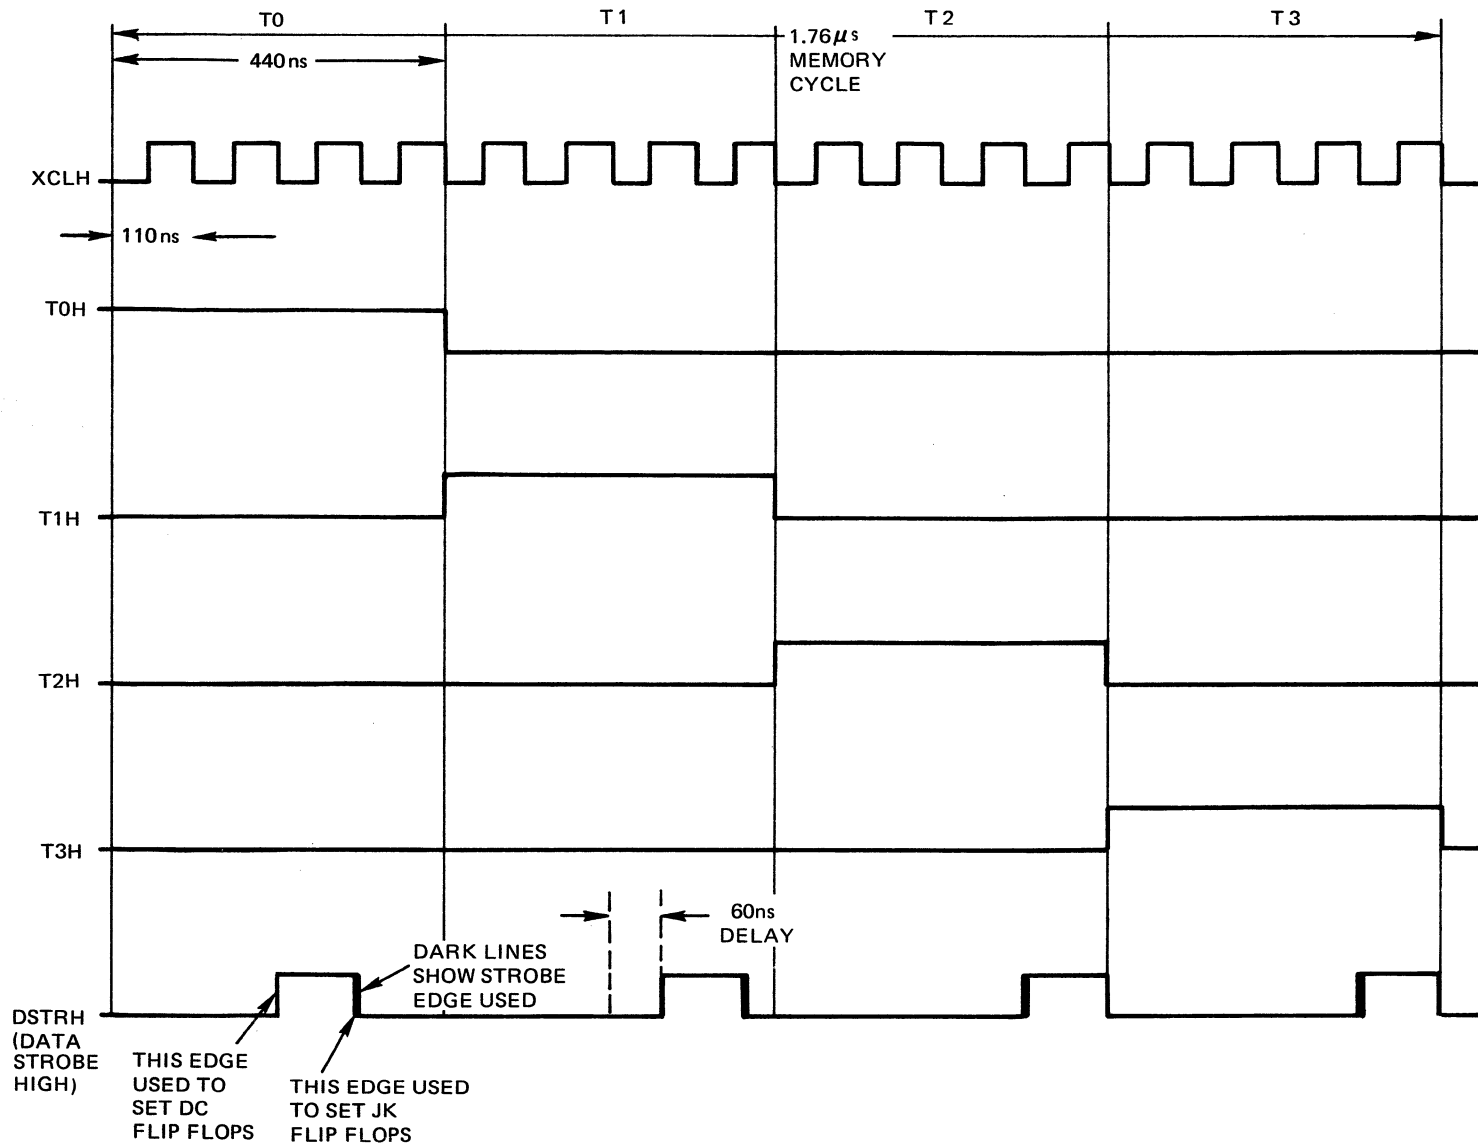 T0
T1
T2
T3
1.76μs
MEMORY
CYCLE
440ns
XCLH
110ns
T0H
T1H
T2H
T3H
60ns
DELAY
DARK LINES
SHOW STROBE
EDGE USED
DSTRH
(DATA
STROBE
HIGH)
THIS EDGE
USED TO
SET DC
FLIP FLOPS
THIS EDGE USED
TO SET JK
FLIP FLOPS